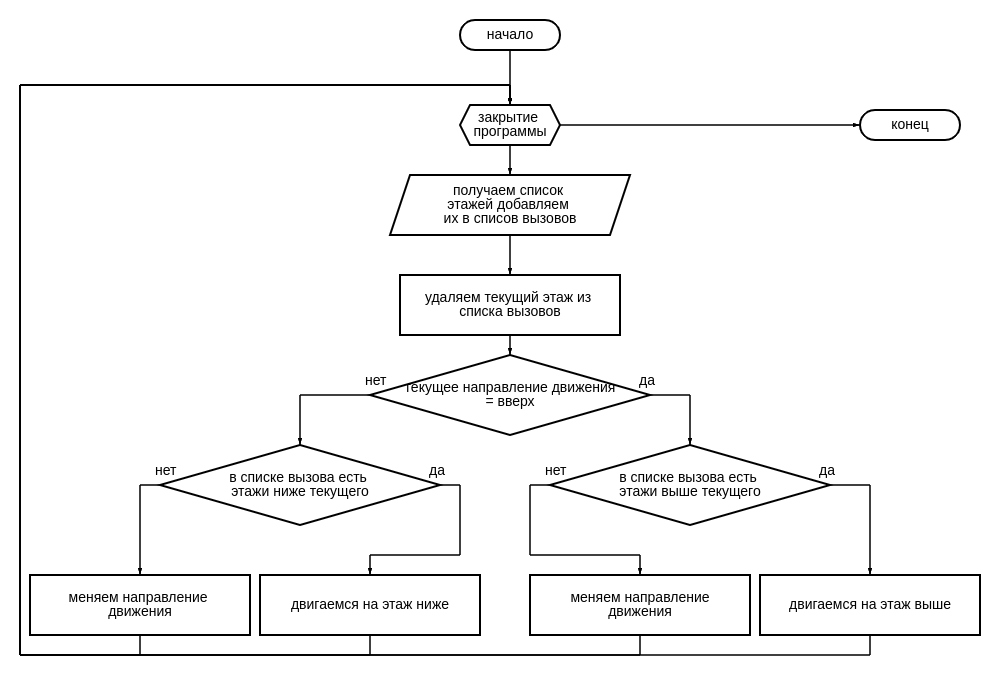 начало
закрытие
программы
конец
получаем список
этажей добавляем
их в списов вызовов
удаляем текущий этаж из
списка вызовов
нет
текущее направление движения
= вверх
да
нет
в списке вызова есть
этажи ниже текущего
да
нет
в списке вызова есть
этажи выше текущего
да
меняем направление
движения
двигаемся на этаж ниже
меняем направление
движения
двигаемся на этаж выше